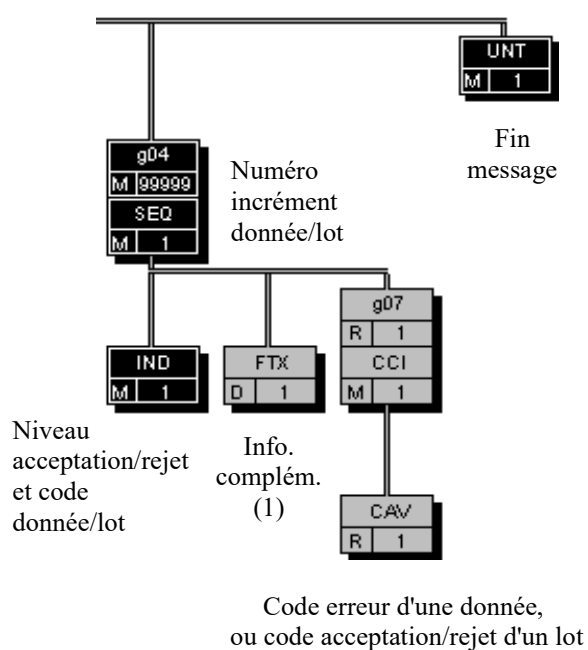 UNT
M 1
Fin
message
g04
M 99999
SEQ
M 1
Numéro
incrément
donnée/lot
g07
R 1
CCI
M 1
IND
M 1
FTX
D 1
Niveau
acceptation/rejet
et code
donnée/lot
Info.
complém.
(1)
CAV
R 1
Code erreur d'une donnée,
ou code acceptation/rejet d'un lot